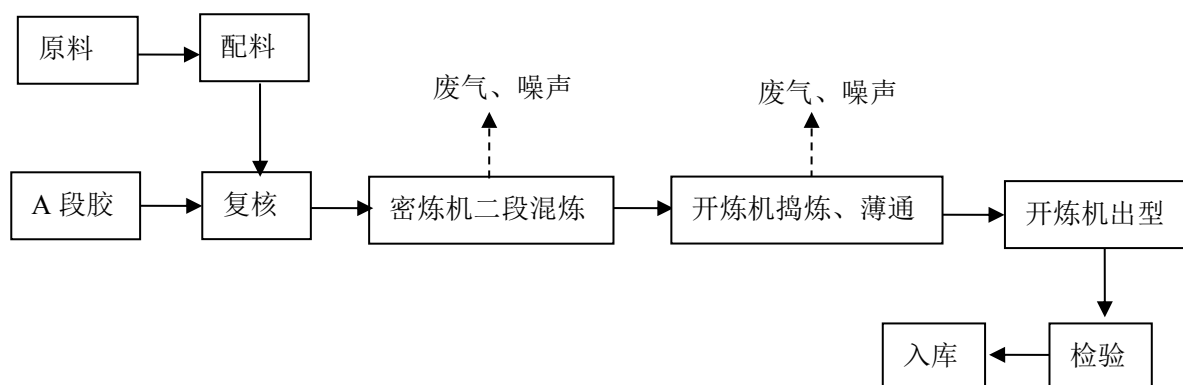 原料
配料
废气、噪声
废气、噪声
A 段胶
复核
密炼机二段混炼
开炼机捣炼、薄通
开炼机出型
入库
检验